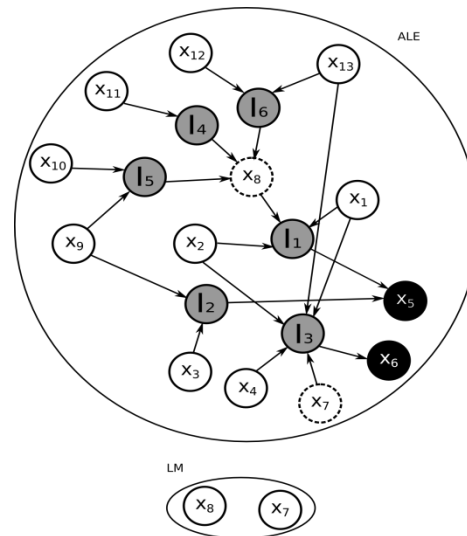 ALE
x₁₂
x₁₃
x₁₁
I₆
I₄
x₁₀
I₅
x₈
x₁
x₉
x₂
I₁
I₂
x₅
I₃
x₃
x₄
x₆
x₇
LM
x₈
x₇